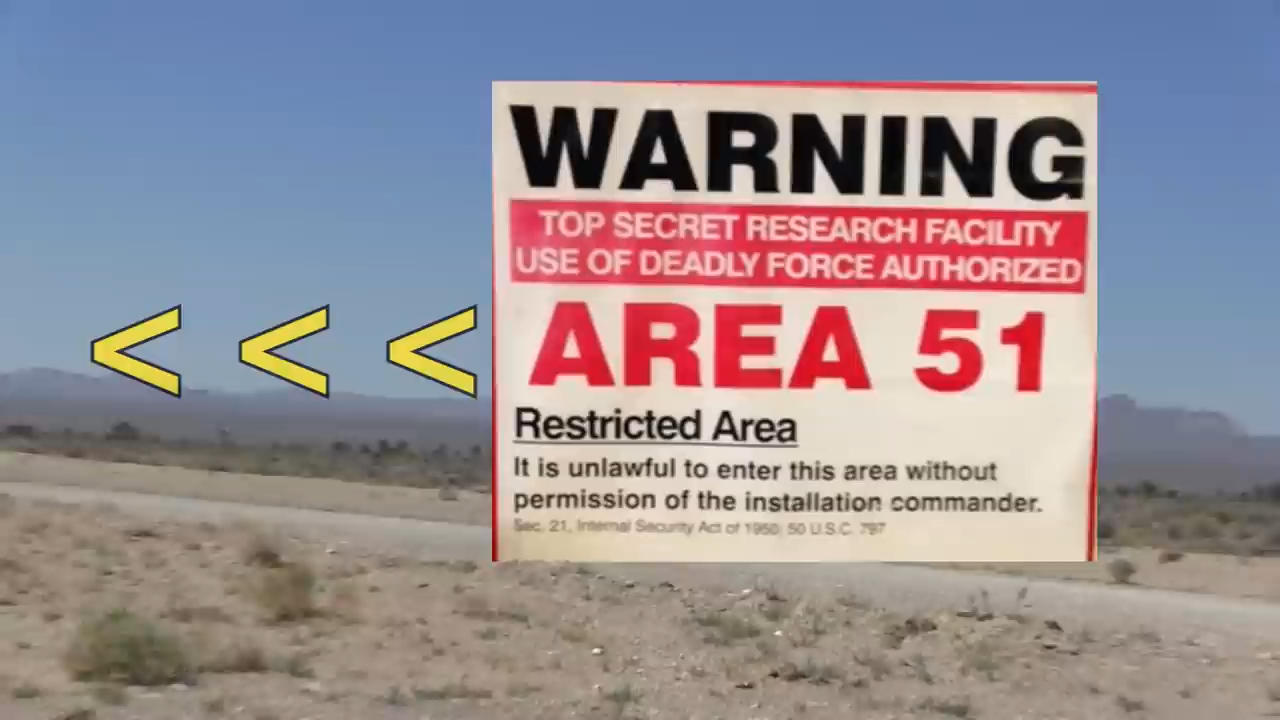 WARNING
TOP SECRET RESEARCH FACILITY
USE OF DEADLY FORCE AUTHORIZED
< < < AREA 51
Restricted Area
It is unlawful to enter this area without
permission of the installation commander.
Sec. 21, Internal Security Act of 1950; 50 U.S.C. 797